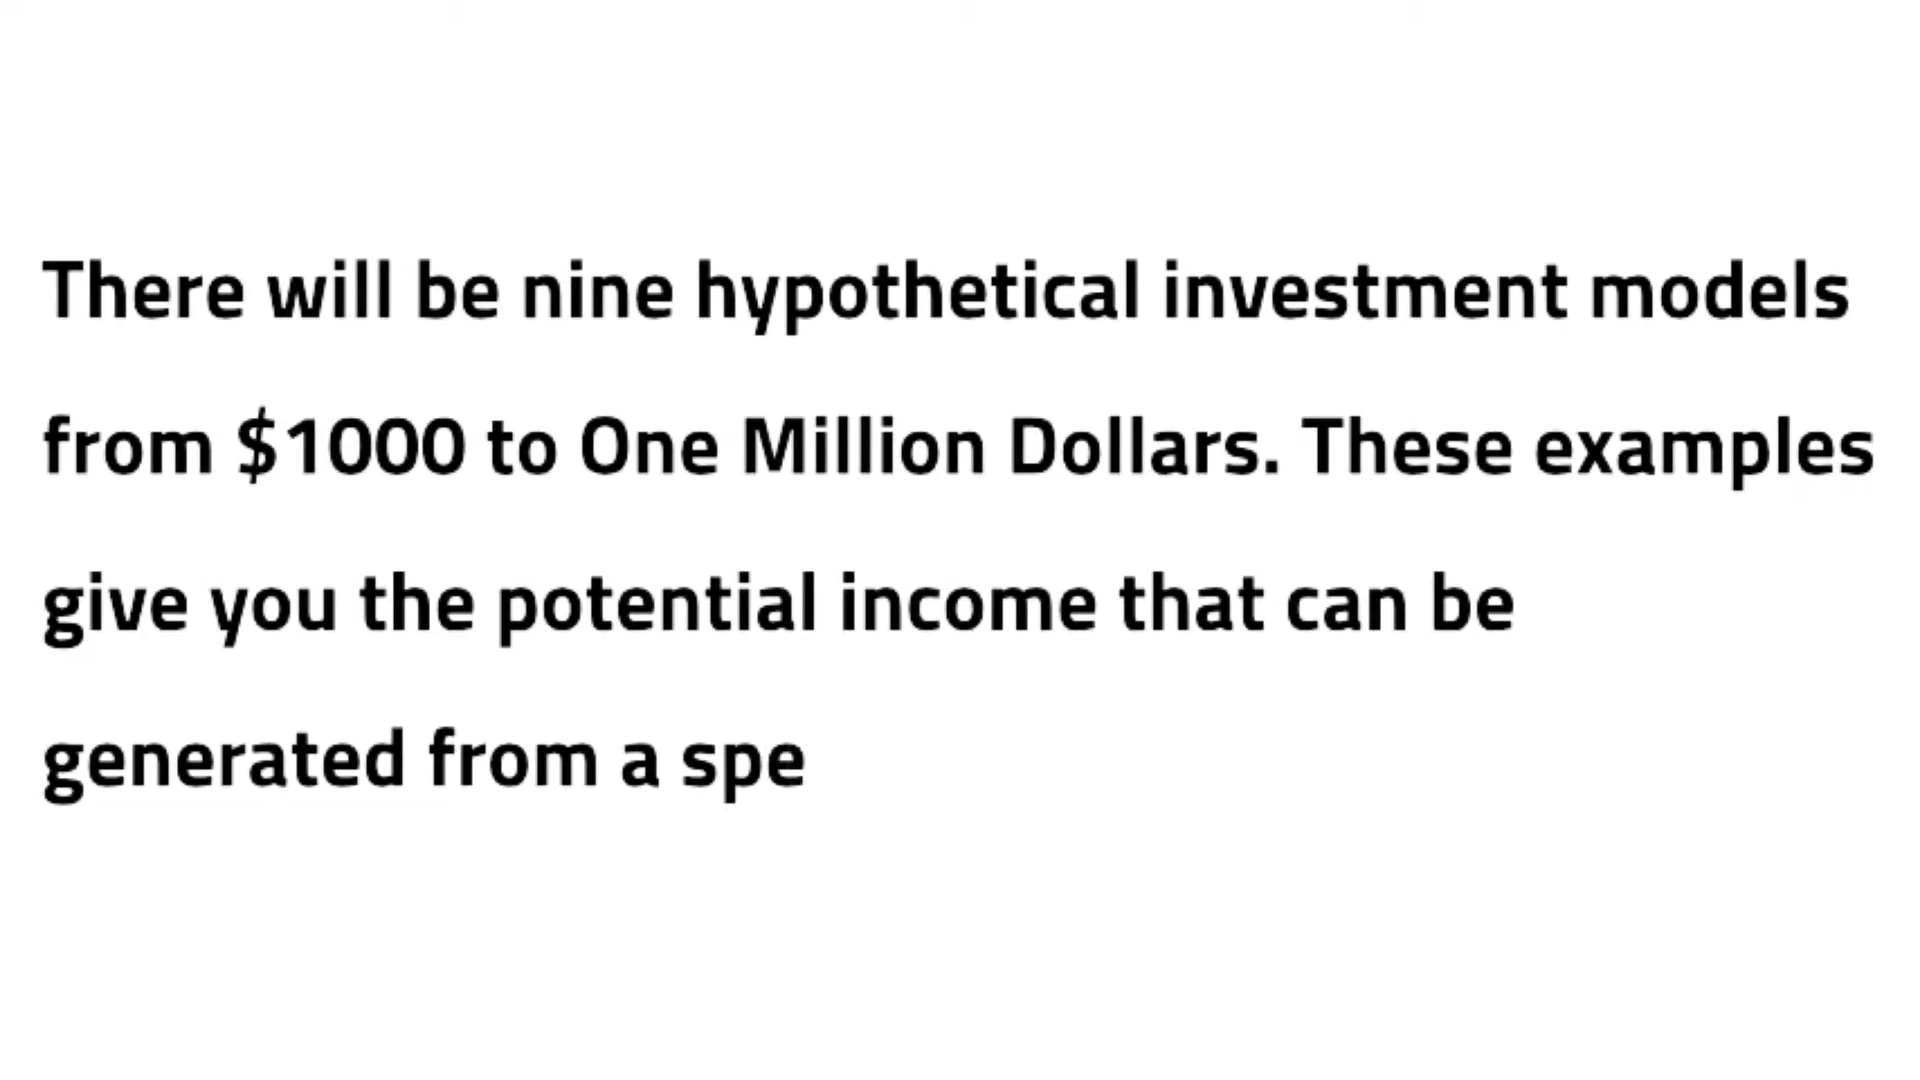 There will be nine hypothetical investment models
from $1000 to One Million Dollars. These examples
give you the potential income that can be
generated from a spe